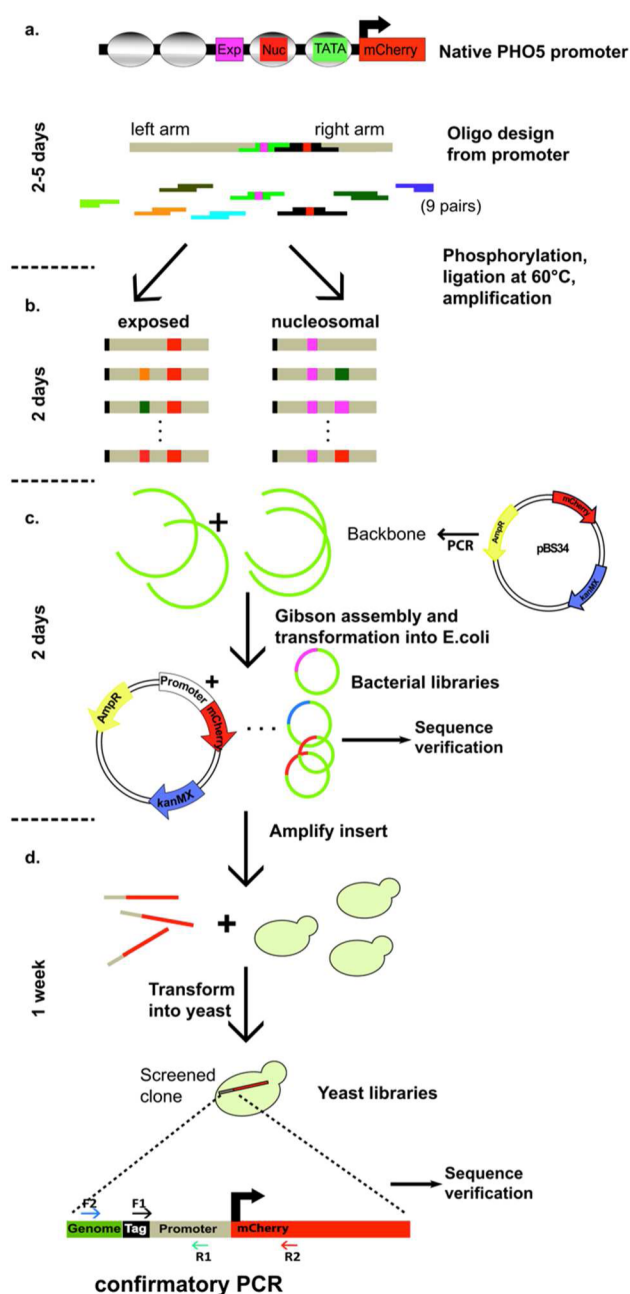 a.
Exp
Nuc
TATA
mCherry
Native PHO5 promoter
2-5 days
left arm
right arm
Oligo design
from promoter
(9 pairs)
Phosphorylation,
ligation at 60°C,
amplification
b.
2 days
exposed
nucleosomal
c.
2 days
+
Backbone
PCR
AmpR
mCherry
pBS34
kanMX
Gibson assembly and
transformation into E.coli
AmpR
Promoter
+
mCherry
kanMX
Bacterial libraries
Sequence
verification
Amplify insert
d.
1 week
+
Transform
into yeast
Screened
clone
Yeast libraries
Sequence
verification
F2
F1
Genome
Tag
Promoter
mCherry
R1
R2
confirmatory PCR